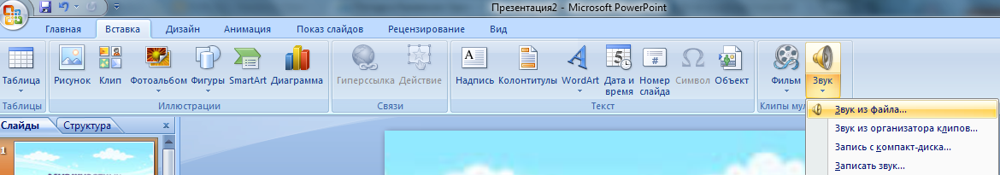 Презентация2 - Microsoft PowerPoint
Главная Вставка Дизайн Анимация Показ слайдов Рецензирование Вид
Таблица Рисунок Клип Фотоальбом Фигуры SmartArt Диаграмма Гиперссылка Действие Надпись Колонтитулы WordArt Дата и время Номер слайда Символ Объект Фильм Звук
Таблицы Иллюстрации Связи Текст Клипы мул
Звук из файла...
Звук из организатора клипов...
Запись с компакт-диска...
Записать звук...
Слайды Структура
1